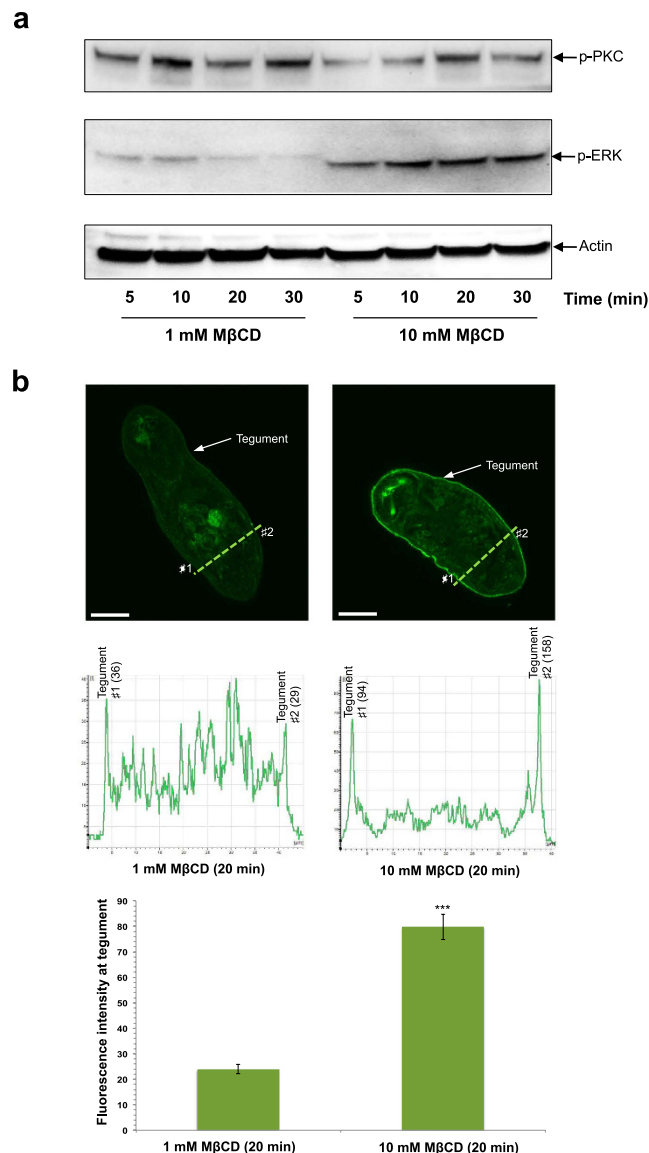 a
p-PKC
p-ERK
Actin
5 10 20 30 5 10 20 30 Time (min)
1 mM MβCD 10 mM MβCD
b
Tegument
#2
#1
Tegument
#2
#1
Tegument
#1 (36)
Tegument
#2 (29)
1 mM MβCD (20 min)
Tegument
#1 (94)
Tegument
#2 (158)
10 mM MβCD (20 min)
Fluorescence intensity at tegument
90
80
70
60
50
40
30
20
10
0
***
1 mM MβCD (20 min) 10 mM MβCD (20 min)